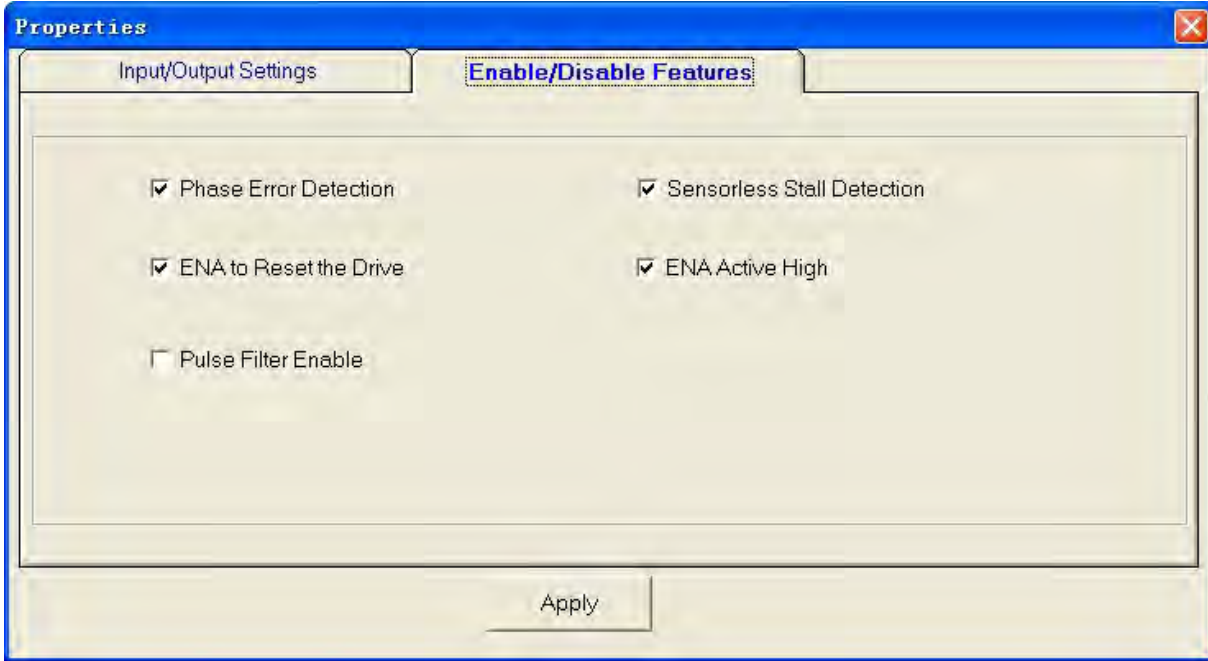 Properties
Input/Output Settings
Enable/Disable Features
Phase Error Detection
Sensorless Stall Detection
ENA to Reset the Drive
ENA Active High
Pulse Filter Enable
Apply